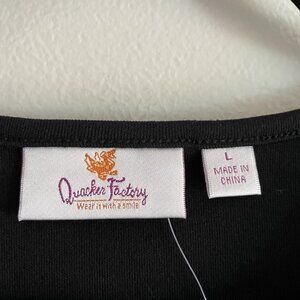 Quacker Factory
Wear it with a smile
L
MADE IN
CHINA